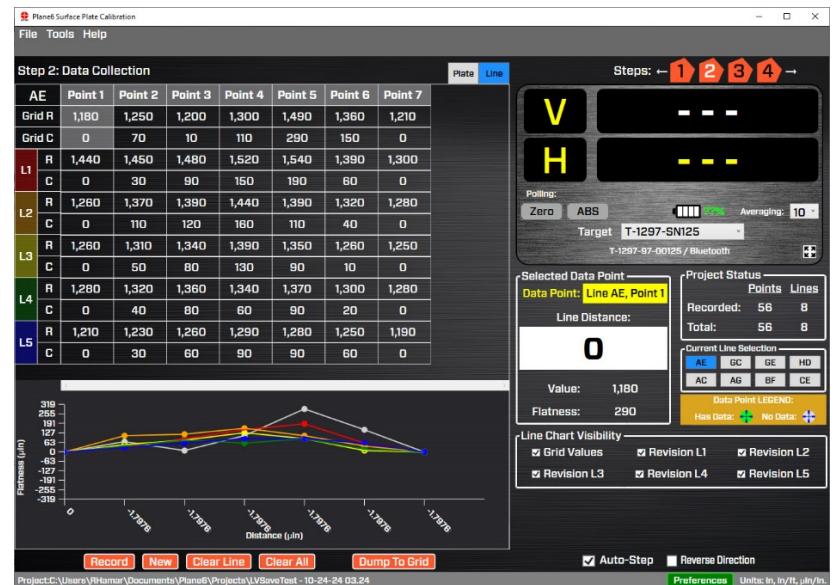 Plane6 Surface Plate Calibration
File Tools Help
Step 2: Data Collection
Plate Line
Steps: ← 1 2 3 4 →
AE Point 1 Point 2 Point 3 Point 4 Point 5 Point 6 Point 7
Grid R 1,180 1,250 1,200 1,300 1,490 1,360 1,210
Grid C 0 70 10 110 290 150 0
L1 R 1,440 1,450 1,480 1,520 1,540 1,390 1,300
C 0 30 90 150 190 60 0
L2 R 1,260 1,370 1,390 1,440 1,390 1,320 1,280
C 0 110 120 160 110 40 0
L3 R 1,260 1,310 1,340 1,390 1,350 1,260 1,250
C 0 50 80 130 90 10 0
L4 R 1,280 1,320 1,360 1,340 1,370 1,300 1,280
C 0 40 80 60 90 20 0
L5 R 1,210 1,230 1,260 1,290 1,280 1,250 1,190
C 0 30 60 90 90 60 0
V - - -
H - - -
Polling:
Zero ABS
Averaging: 10
Target T-1297-SN125
T-1297-97-00125 / Bluetooth
Selected Data Point
Data Point: Line AE, Point 1
Line Distance:
0
Value: 1,180
Flatness: 290
Project Status
Points Lines
Recorded: 56 8
Total: 56 8
Current Line Selection
AE GC GE HD
AC AG BF CE
Data Point LEGEND:
Has Data: No Data:
Line Chart Visibility
Grid Values Revision L1 Revision L2
Revision L3 Revision L4 Revision L5
Flatness (µin)
319
255
191
127
63
0
-63
-127
-191
-255
-319
0 -1.7976 -1.7976 -1.7976 -1.7976 -1.7976 -1.7976
Distance (µin)
Record New Clear Line Clear All Dump To Grid
Auto-Step Reverse Direction
Project:C:\Users\RHamar\Documents\Plane6\Projects\LVSaveTest - 10-24-24 03.24
Preferences Units: in, in/ft, µin/in